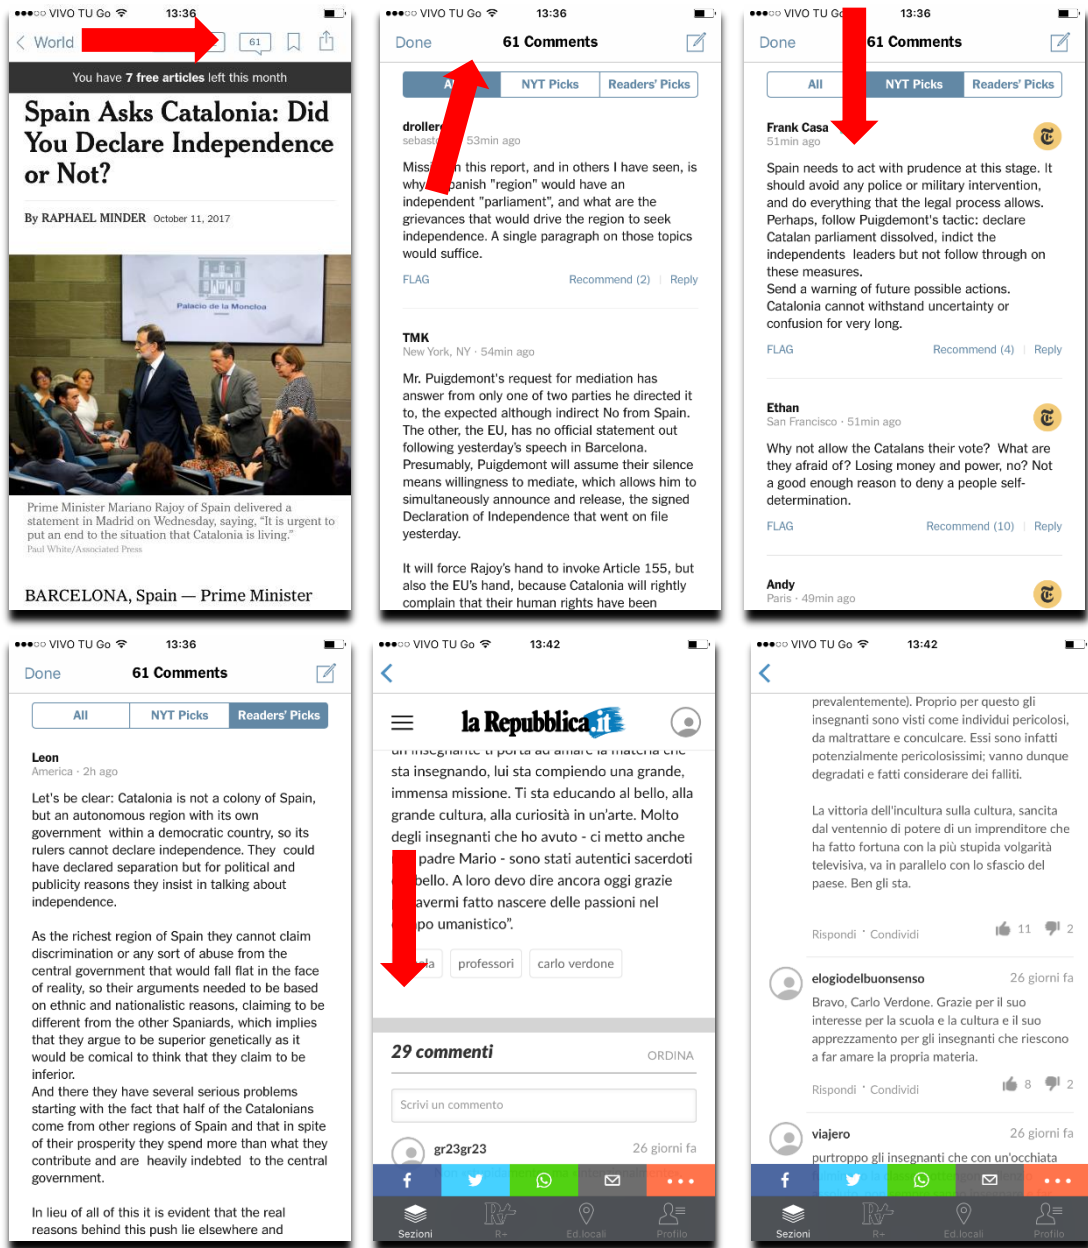 VIVO TU Go 13:36
World 61
You have 7 free articles left this month
Spain Asks Catalonia: Did
You Declare Independence
or Not?
By RAPHAEL MINDER October 11, 2017
Palacio de la Moncloa
Prime Minister Mariano Rajoy of Spain delivered a
statement in Madrid on Wednesday, saying, “It is urgent to
put an end to the situation that Catalonia is living.”
Paul White/Associated Press
BARCELONA, Spain — Prime Minister
VIVO TU Go 13:36
Done 61 Comments
NYT Picks Readers' Picks
53min ago
in this report, and in others I have seen, is
why "region" would have an
independent "parliament", and what are the
grievances that would drive the region to seek
independence. A single paragraph on those topics
would suffice.
FLAG Recommend (2) Reply
TMK
New York, NY · 54min ago
Mr. Puigdemont's request for mediation has
answer from only one of two parties he directed it
to, the expected although indirect No from Spain.
The other, the EU, has no official statement out
following yesterday's speech in Barcelona.
Presumably, Puigdemont will assume their silence
means willingness to mediate, which allows him to
simultaneously announce and release, the signed
Declaration of Independence that went on file
yesterday.
It will force Rajoy's hand to invoke Article 155, but
also the EU's hand, because Catalonia will rightly
complain that their human rights have been
VIVO TU Go 13:36
Done 61 Comments
All NYT Picks Readers' Picks
Frank Casa
51min ago
Spain needs to act with prudence at this stage. It
should avoid any police or military intervention,
and do everything that the legal process allows.
Perhaps, follow Puigdemont's tactic: declare
Catalan parliament dissolved, indict the
independents leaders but not follow through on
these measures.
Send a warning of future possible actions.
Catalonia cannot withstand uncertainty or
confusion for very long.
FLAG Recommend (4) Reply
Ethan
San Francisco · 51min ago
Why not allow the Catalans their vote? What are
they afraid of? Losing money and power, no? Not
a good enough reason to deny a people self-
determination.
FLAG Recommend (10) Reply
Andy
Paris · 49min ago
VIVO TU Go 13:36
Done 61 Comments
All NYT Picks Readers' Picks
Leon
America · 2h ago
Let's be clear: Catalonia is not a colony of Spain,
but an autonomous region with its own
government within a democratic country, so its
rulers cannot declare independence. They could
have declared separation but for political and
publicity reasons they insist in talking about
independence.
As the richest region of Spain they cannot claim
discrimination or any sort of abuse from the
central government that would fall flat in the face
of reality, so their arguments needed to be based
on ethnic and nationalistic reasons, claiming to be
different from the other Spaniards, which implies
that they argue to be superior genetically as it
would be comical to think that they claim to be
inferior.
And there they have several serious problems
starting with the fact that half of the Catalonians
come from other regions of Spain and that in spite
of their prosperity they spend more than what they
contribute and are heavily indebted to the central
government.
In lieu of all of this it is evident that the real
reasons behind this push lie elsewhere and
VIVO TU Go 13:42
la Repubblica.it
un'insegnante ti porta ad amare la materia che
sta insegnando, lui sta compiendo una grande,
immensa missione. Ti sta educando al bello, alla
grande cultura, alla curiosità in un'arte. Molto
degli insegnanti che ho avuto - ci metto anche
padre Mario - sono stati autentici sacerdoti
bello. A loro devo dire ancora oggi grazie
avermi fatto nascere delle passioni nel
umanistico”.
professori carlo verdone
29 commenti ORDINA
Scrivi un commento
gr23gr23 26 giorni fa
Sezioni R+ Ed.locali Profilo
VIVO TU Go 13:42
prevalentemente). Proprio per questo gli
insegnanti sono visti come individui pericolosi,
da maltrattare e conculcare. Essi sono infatti
potenzialmente pericolosissimi; vanno dunque
degradati e fatti considerare dei falliti.
La vittoria dell'incultura sulla cultura, sancita
dal ventennio di potere di un imprenditore che
ha fatto fortuna con la più stupida volgarità
televisiva, va in parallelo con lo sfascio del
paese. Ben gli sta.
Rispondi · Condividi 11 2
elogiodelbuonsenso 26 giorni fa
Bravo, Carlo Verdone. Grazie per il suo
interesse per la scuola e la cultura e il suo
apprezzamento per gli insegnanti che riescono
a far amare la propria materia.
Rispondi · Condividi 8 2
viajero 26 giorni fa
purtroppo gli insegnanti che con un'occhiata
Sezioni R+ Ed.locali Profilo